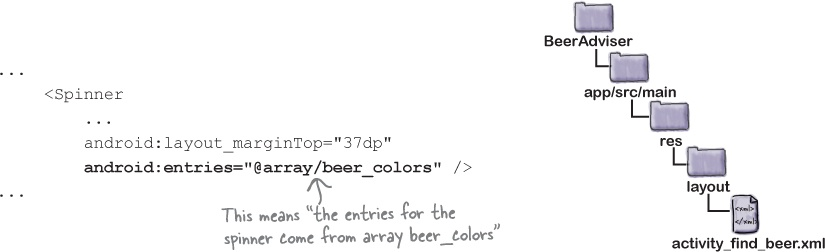 ...
<Spinner
...
android:layout_marginTop="37dp"
android:entries="@array/beer_colors" />
...
This means “the entries for the
spinner come from array beer_colors”
BeerAdviser
app/src/main
res
layout
<xml>
</xml>
activity_find_beer.xml